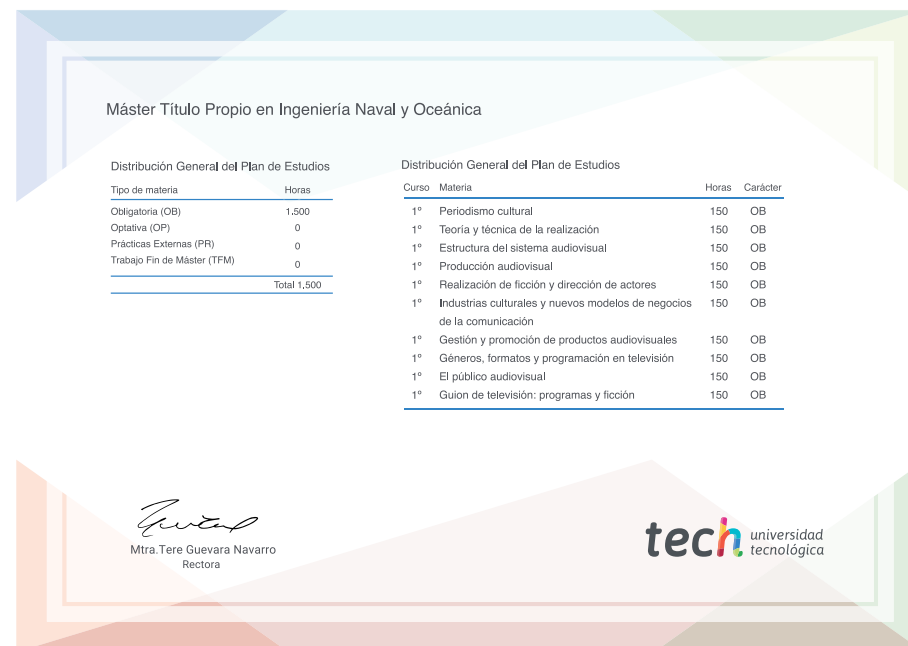 Máster Título Propio en Ingeniería Naval y Oceánica
Distribución General del Plan de Estudios
Tipo de materia Horas
Obligatoria (OB) 1.500
Optativa (OP) 0
Prácticas Externas (PR) 0
Trabajo Fin de Máster (TFM) 0
Total 1,500
Distribución General del Plan de Estudios
Curso Materia Horas Carácter
1º Periodismo cultural 150 OB
1º Teoría y técnica de la realización 150 OB
1º Estructura del sistema audiovisual 150 OB
1º Producción audiovisual 150 OB
1º Realización de ficción y dirección de actores 150 OB
1º Industrias culturales y nuevos modelos de negocios 150 OB
de la comunicación
1º Gestión y promoción de productos audiovisuales 150 OB
1º Géneros, formatos y programación en televisión 150 OB
1º El público audiovisual 150 OB
1º Guion de televisión: programas y ficción 150 OB
Mtra.Tere Guevara Navarro
Rectora
tech universidad
tecnológica